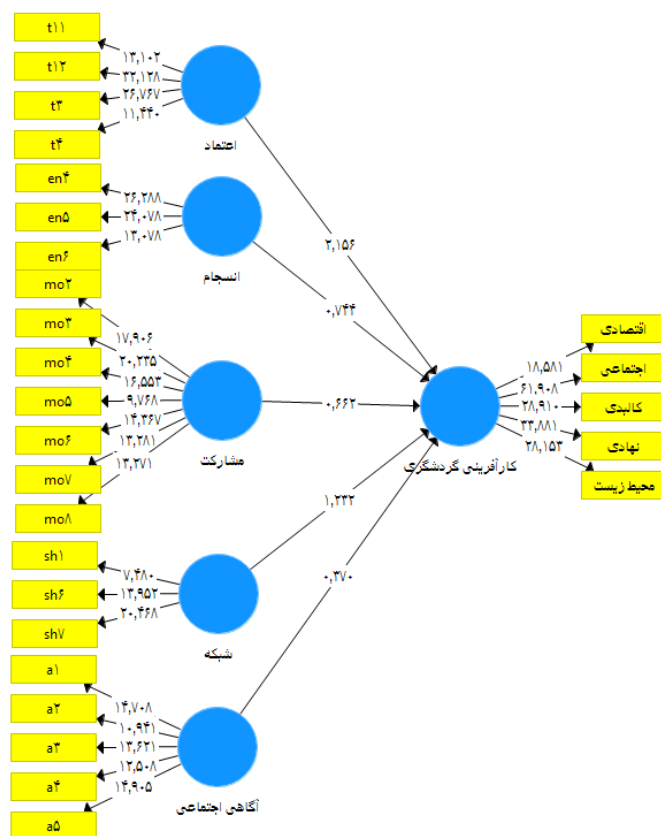 t۱۱
t۱۲
t۳
t۴
۱۳,۱۰۲
۳۲,۱۲۸
۲۶,۷۶۷
۱۱,۴۴۰
اعتماد
en۴
en۵
en۶
۲۶,۲۸۸
۲۴,۰۷۸
۱۳,۰۷۸
انسجام
mo۲
mo۳
mo۴
mo۵
mo۶
mo۷
mo۸
۱۷,۹۰۶
۲۰,۲۳۵
۱۶,۵۵۳
۹,۷۶۸
۱۴,۳۶۷
۱۳,۲۸۱
۱۳,۲۷۱
مشارکت
sh۱
sh۶
sh۷
۷,۴۸۰
۱۳,۹۵۲
۲۰,۴۶۸
شبکه
a۱
a۲
a۳
a۴
a۵
۱۴,۷۰۸
۱۰,۹۴۱
۱۳,۶۲۱
۱۲,۵۰۸
۱۴,۹۰۵
آگاهی اجتماعی
۲,۱۵۶
۰,۷۴۴
۰,۶۶۲
۱,۲۳۲
۰,۳۷۰
کارآفرینی گردشگری
۱۸,۵۸۱
۶۱,۹۰۸
۲۸,۹۱۰
۳۳,۸۸۱
۲۸,۱۵۳
اقتصادی
اجتماعی
کالبدی
نهادی
محیط زیست